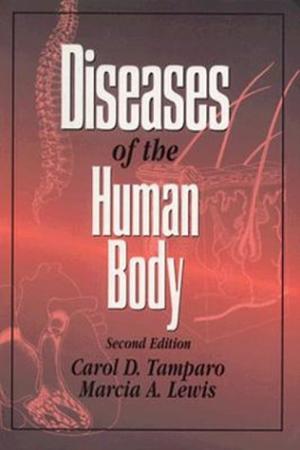 Diseases
of the
Human
Body
Second Edition
Carol D. Tamparo
Marcia A. Lewis